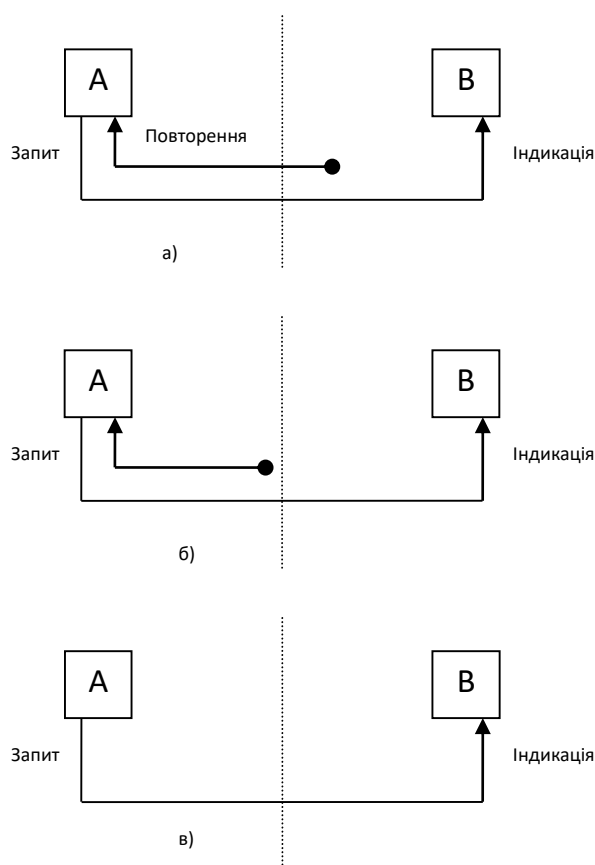 А В
Повторення
Запит Індикація
а)
А В
Запит Індикація
б)
А В
Запит Індикація
в)